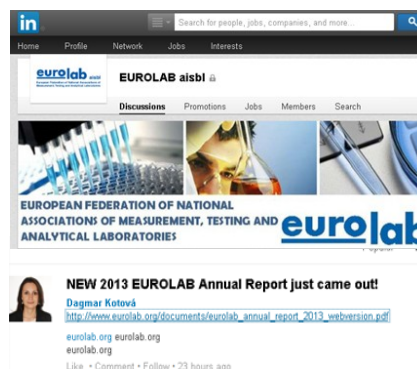 in
Search for people, jobs, companies, and more...
Home Profile Network Jobs Interests
eurolab aisbl
EUROLAB aisbl
Discussions Promotions Jobs Members Search
EUROPEAN FEDERATION OF NATIONAL
ASSOCIATIONS OF MEASUREMENT, TESTING AND
ANALYTICAL LABORATORIES
eurolab
NEW 2013 EUROLAB Annual Report just came out!
Dagmar Kotová
http://www.eurolab.org/documents/eurolab_annual_report_2013_webversion.pdf
eurolab.org eurolab.org
eurolab.org
Like • Comment • Follow • 23 hours ago